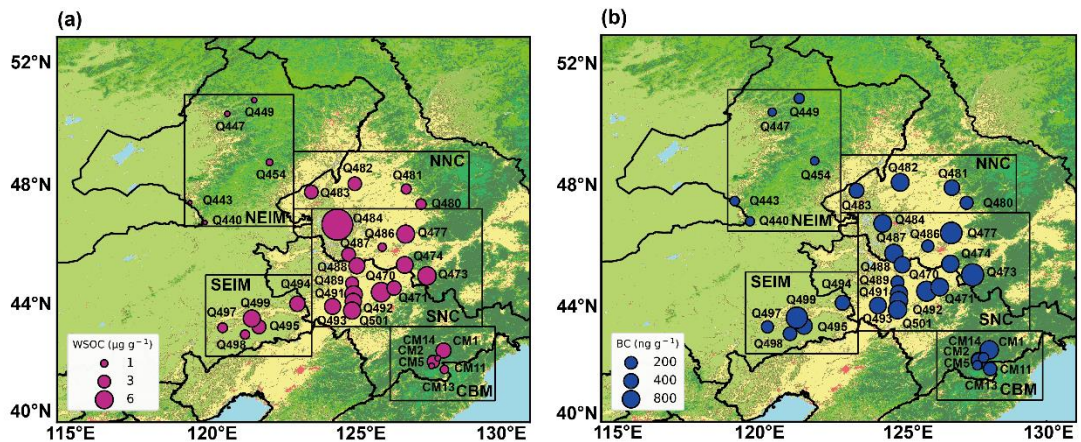 (a)
52°N
48°N
44°N
40°N
115°E
120°E
125°E
130°E
Q449
Q447
Q454
Q443
Q440
NEIM
NNC
Q482
Q481
Q483
Q480
Q484
Q486
Q477
Q487
Q474
Q488
Q470
Q473
Q489
Q471
Q491
Q492
Q493
SNC
Q501
SEIM
Q494
Q499
Q497
Q495
Q498
CM14
CM1
CM2
CM5
CM11
CM13
CBM
WSOC (μg g⁻¹)
1
3
6
(b)
52°N
48°N
44°N
40°N
115°E
120°E
125°E
130°E
Q449
Q447
Q454
Q443
Q440
NEIM
NNC
Q482
Q481
Q483
Q480
Q484
Q486
Q477
Q487
Q474
Q488
Q470
Q473
Q489
Q471
Q491
Q492
Q493
SNC
Q501
SEIM
Q494
Q499
Q497
Q495
Q498
CM14
CM1
CM2
CM5
CM11
CM13
CBM
BC (ng g⁻¹)
200
400
800